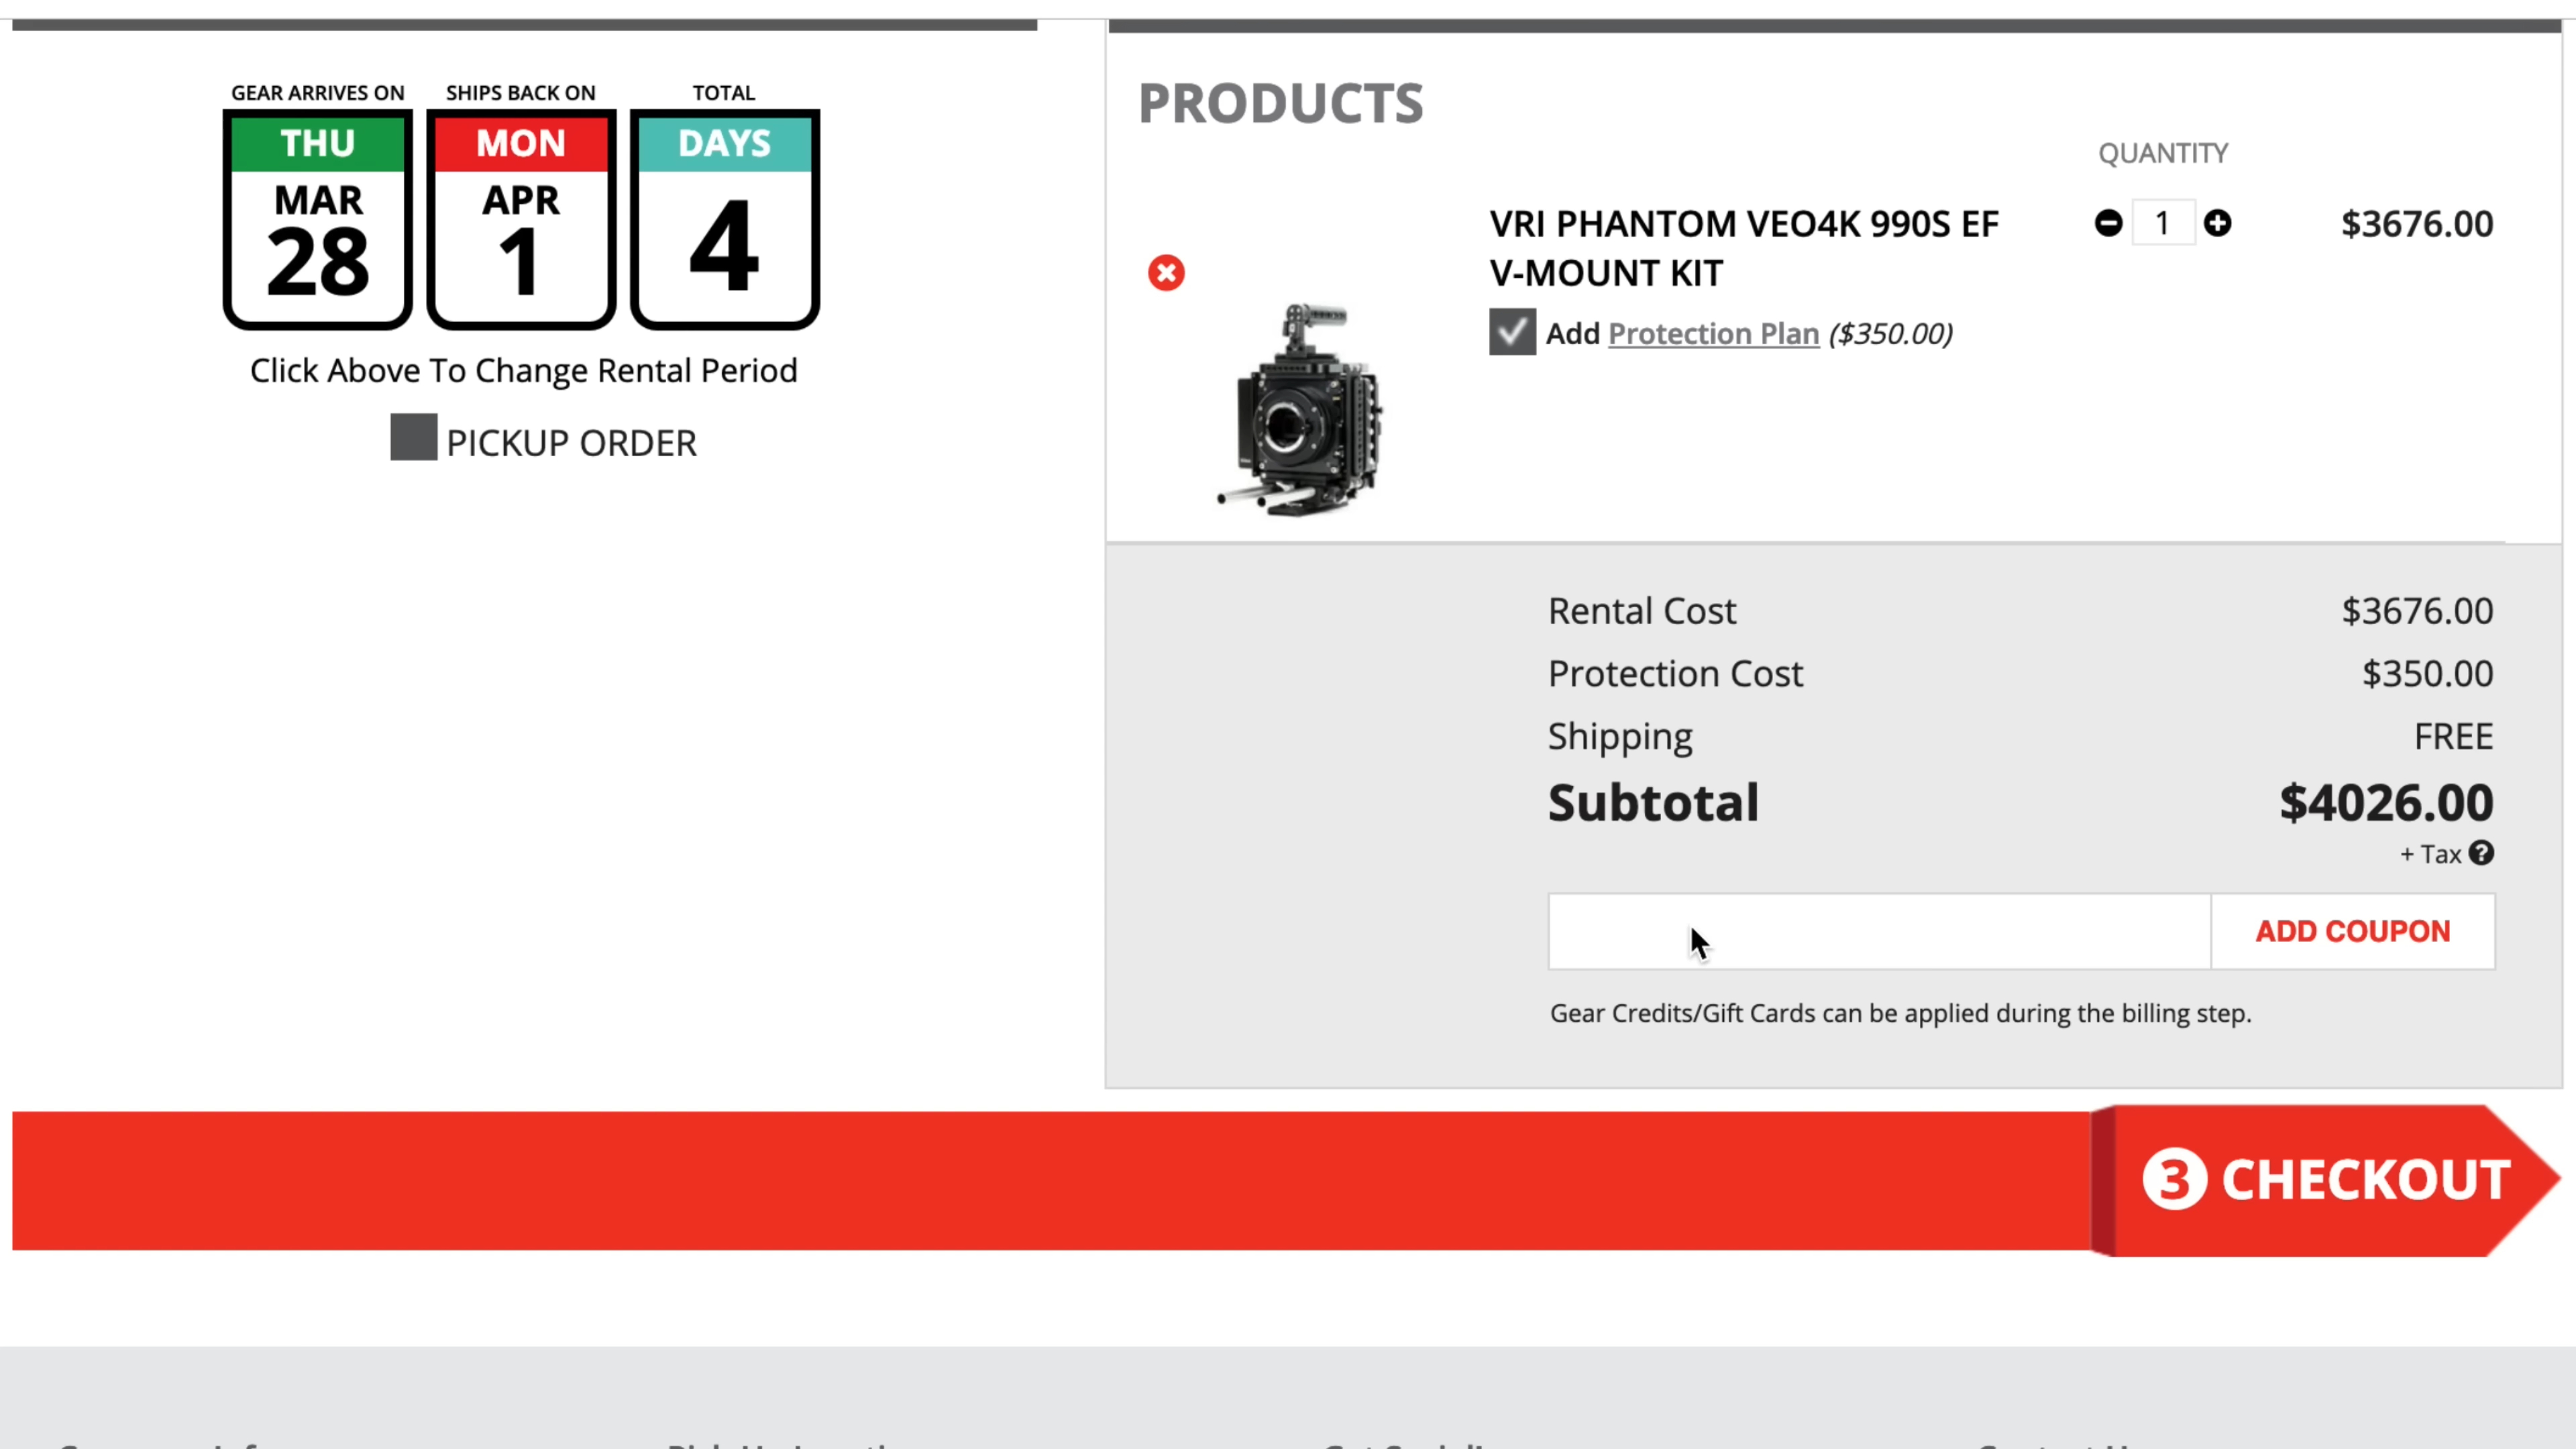 GEAR ARRIVES ON
SHIPS BACK ON
TOTAL
THU
MON
DAYS
MAR
28
APR
1
4
Click Above To Change Rental Period
PICKUP ORDER
PRODUCTS
QUANTITY
VRI PHANTOM VEO4K 990S EF
V-MOUNT KIT
1
$3676.00
Add Protection Plan ($350.00)
Rental Cost
$3676.00
Protection Cost
$350.00
Shipping
FREE
Subtotal
$4026.00
+ Tax ?
ADD COUPON
Gear Credits/Gift Cards can be applied during the billing step.
3 CHECKOUT